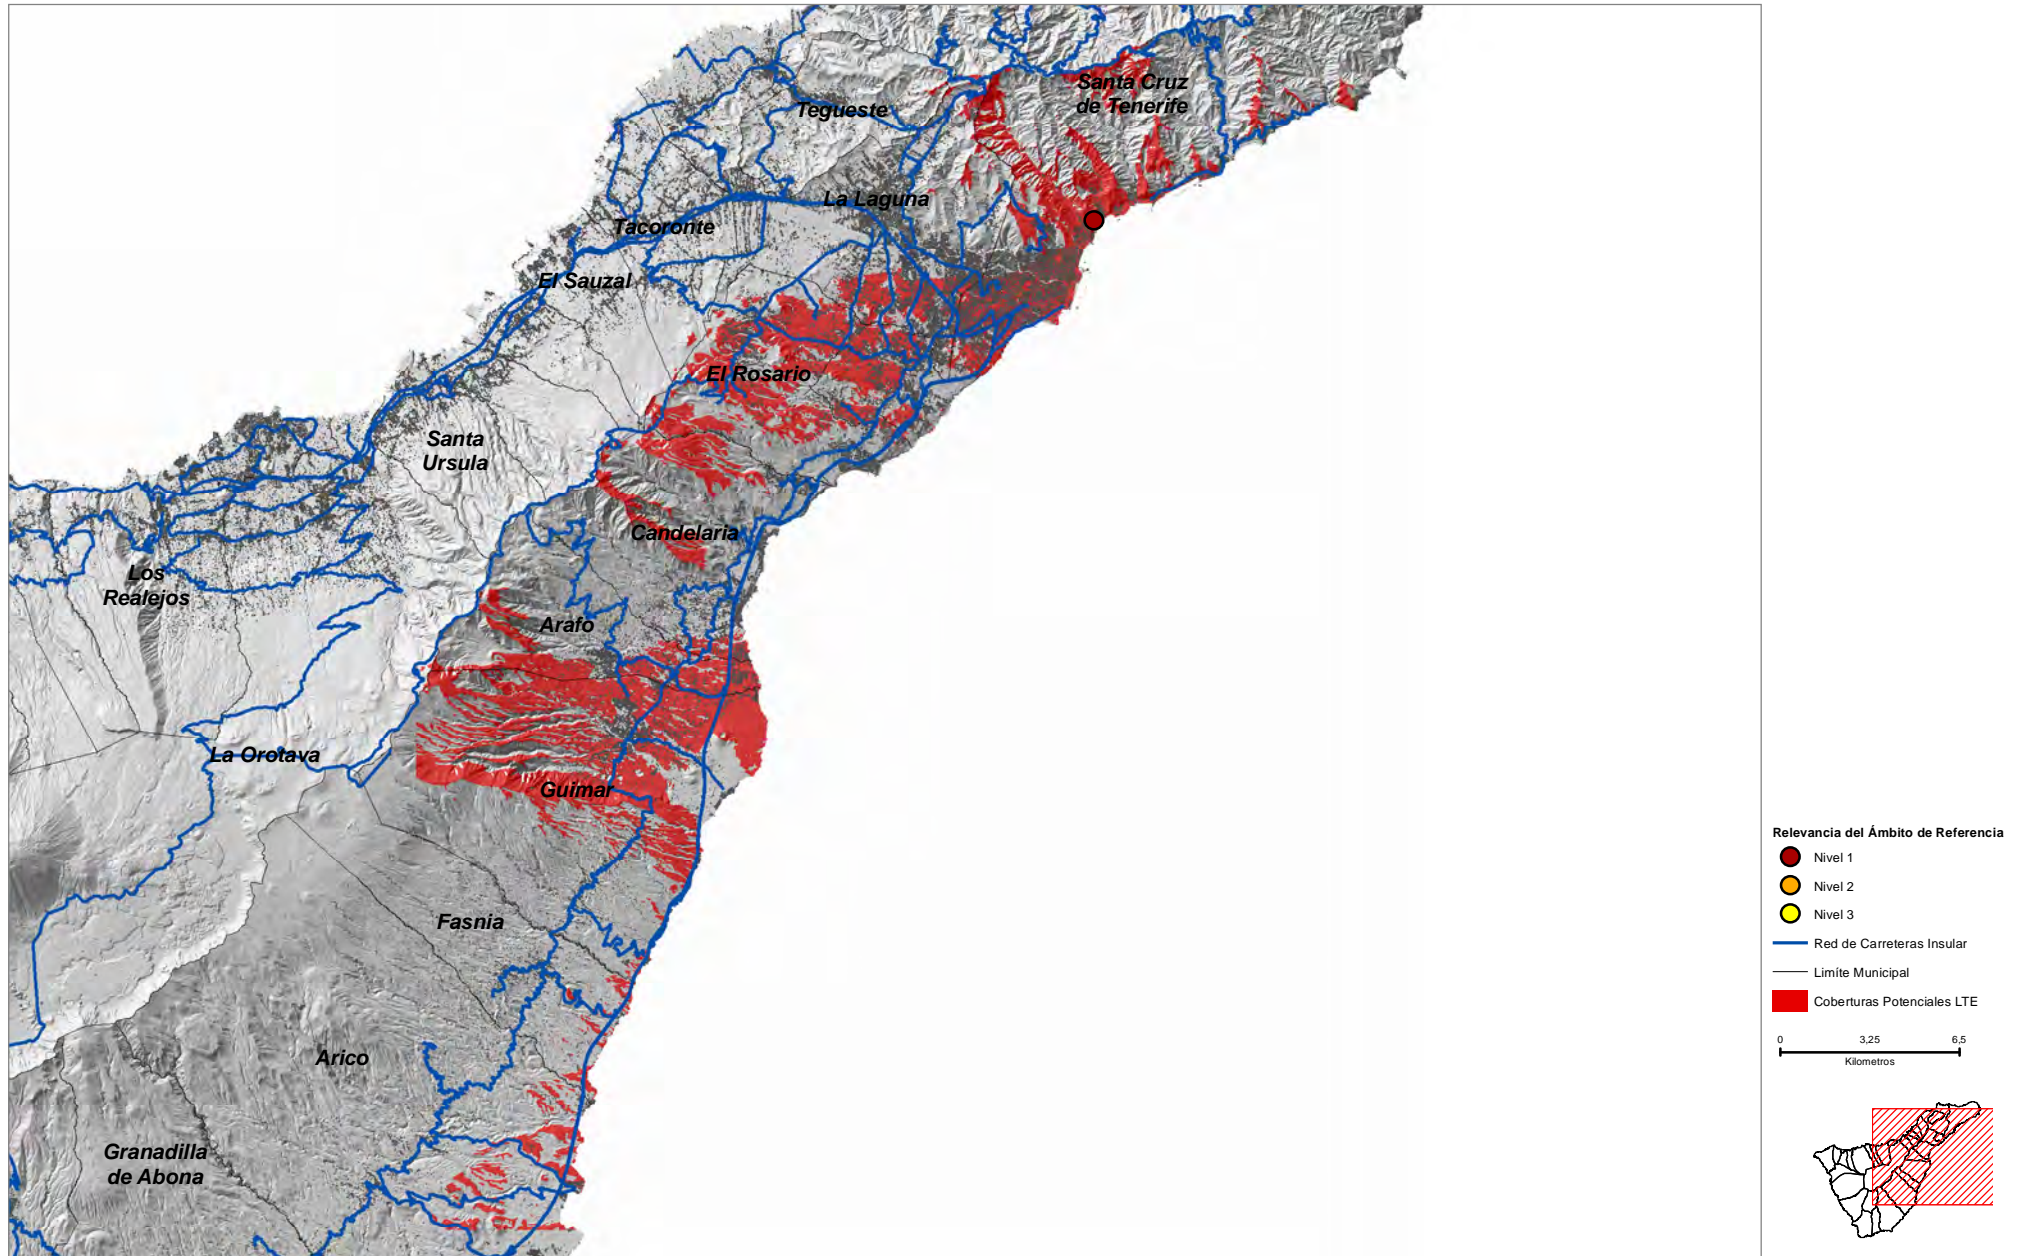 Santa Cruz
de Tenerife
Tegueste
La Laguna
Tacoronte
El Sauzal
El Rosario
Santa
Ursula
Candelaria
Los
Realejos
Arafo
La Orotava
Guimar
Fasnia
Arico
Granadilla
de Abona
Relevancia del Ámbito de Referencia
Nivel 1
Nivel 2
Nivel 3
Red de Carreteras Insular
Limíte Municipal
Coberturas Potenciales LTE
0 3,25 6,5
Kilometros